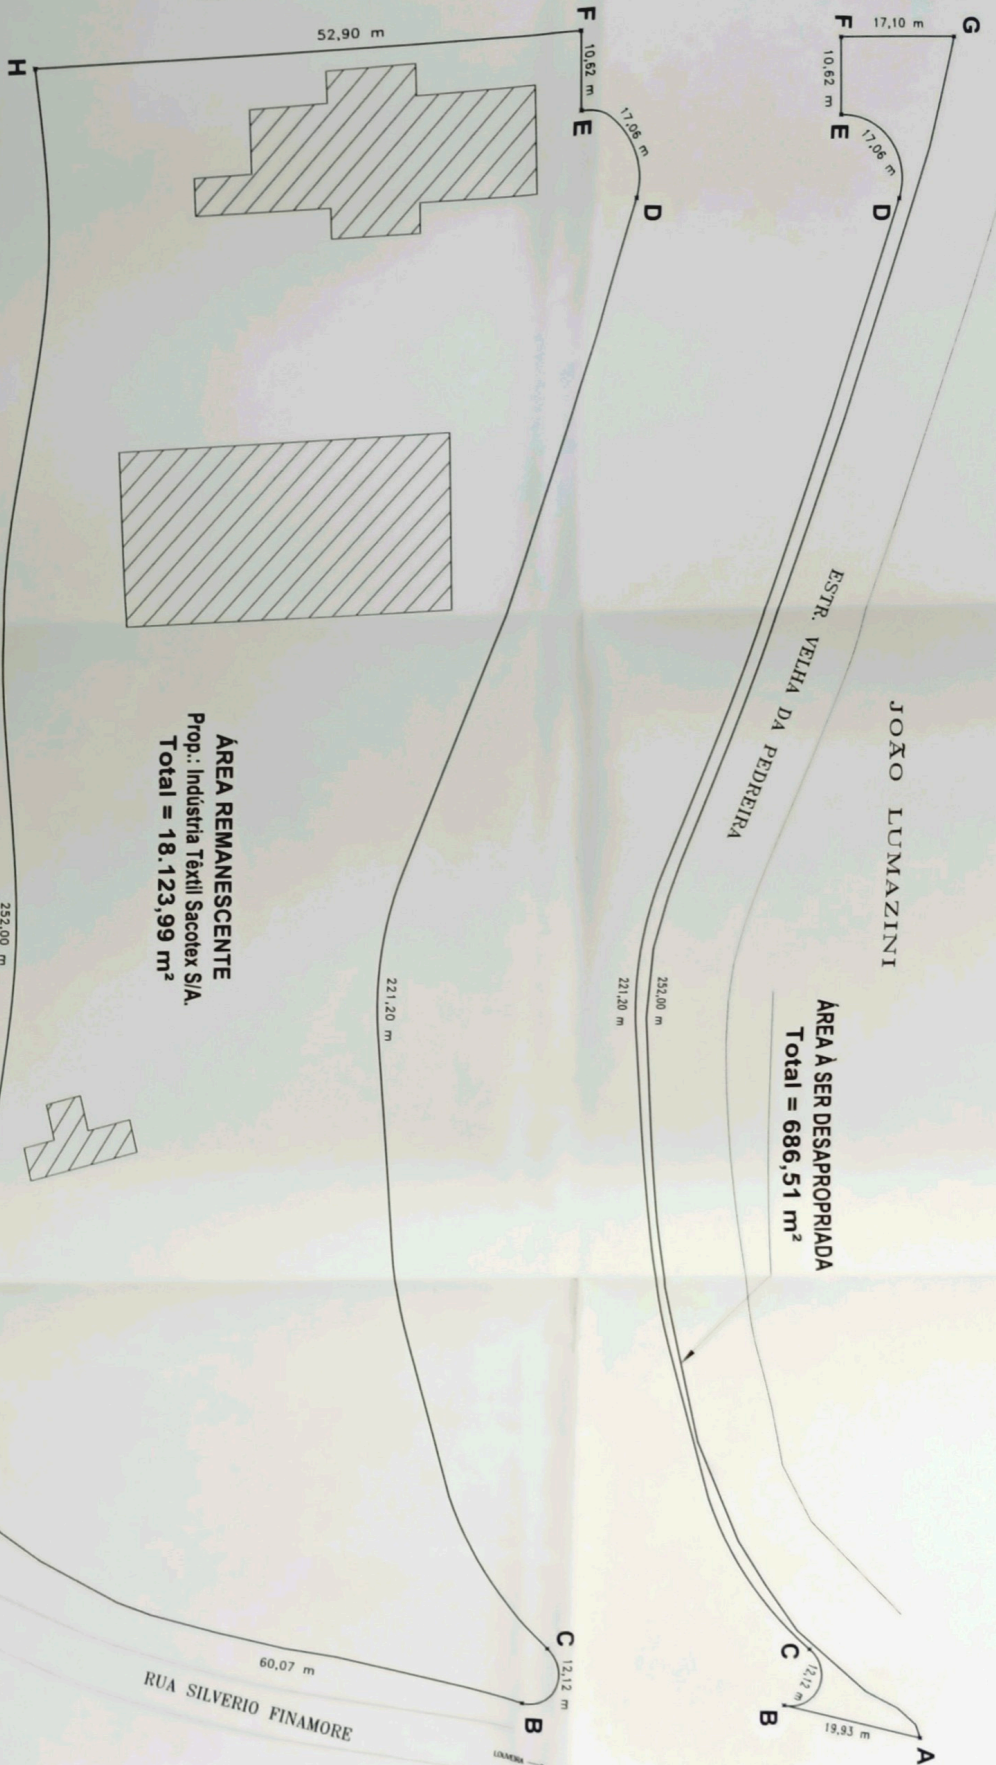 G
17,10 m
F
10,62 m
E
17,06 m
D
JOÃO LUMAZINI
ESTR. VELHA DA PEDREIRA
ÁREA À SER DESAPROPRIADA
Total = 686,51 m²
252,00 m
221,20 m
C
12,12 m
B
19,93 m
A
F
52,90 m
H
10,62 m
E
17,06 m
D
221,20 m
ÁREA REMANESCENTE
Prop.: Indústria Têxtil Sacotex S/A.
Total = 18.123,99 m²
252,00 m
C
12,12 m
B
60,07 m
RUA SILVERIO FINAMORE
LOUVEIRA